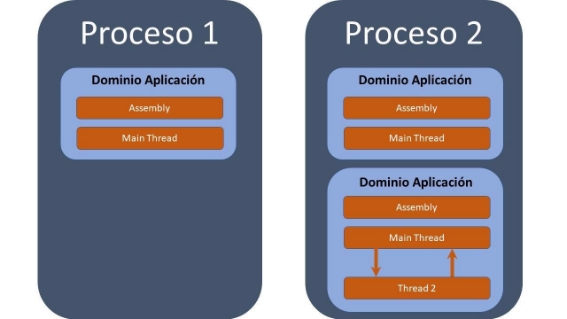 Proceso 1
Dominio Aplicación
Assembly
Main Thread
Proceso 2
Dominio Aplicación
Assembly
Main Thread
Dominio Aplicación
Assembly
Main Thread
Thread 2